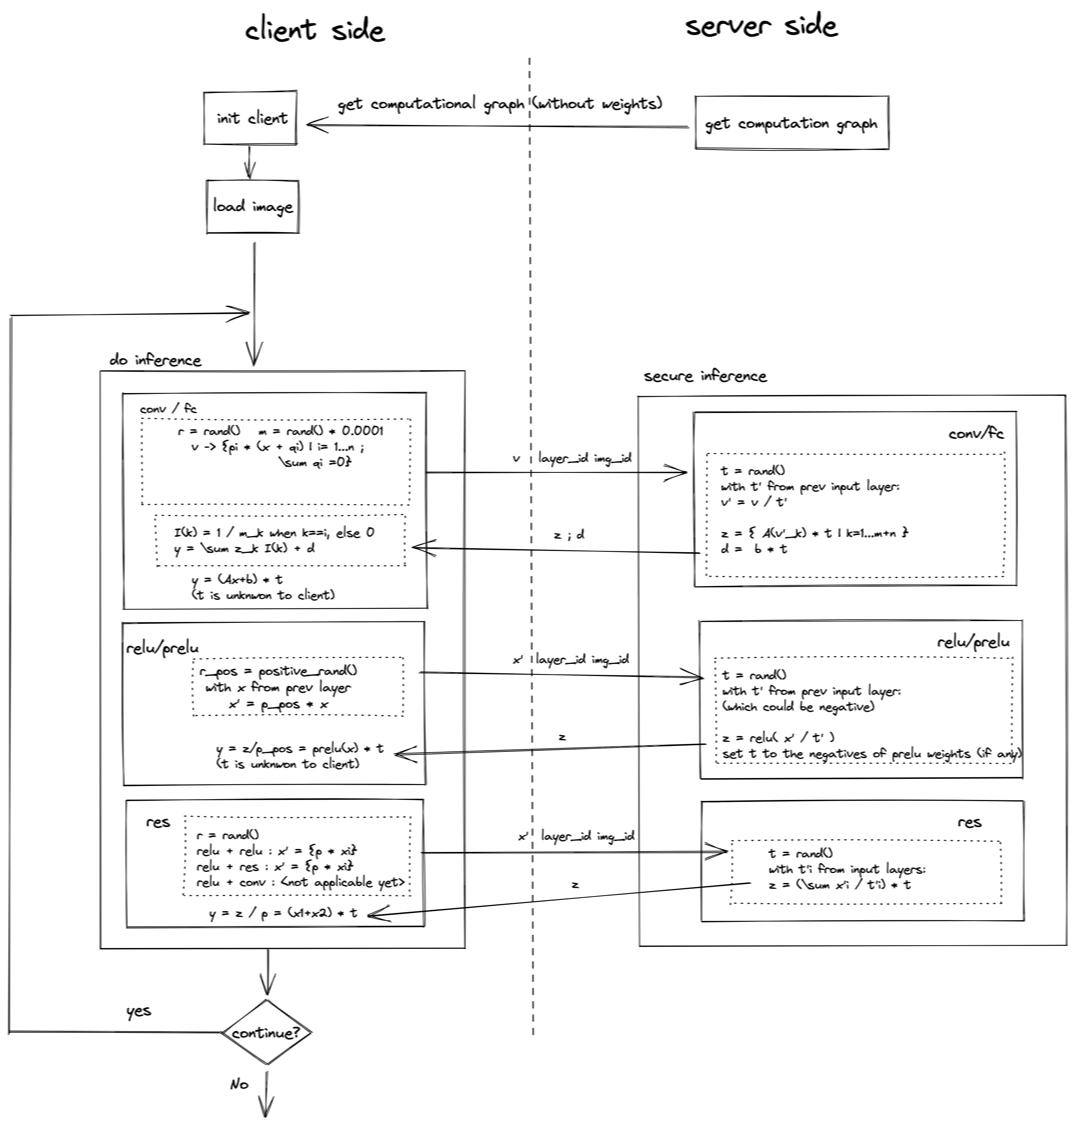 client side
server side
get computational graph (without weights)
init client
get computation graph
load image
do inference
secure inference
conv / fc
r = rand() m = rand() * 0.0001
v -> {pi * (x + qi) | i= 1...n ;
\sum qi =0}
I(k) = 1 / m_k when k==i, else 0
y = \sum z_k I(k) + d
y = (Ax+b) * t
(t is unknwon to client)
v layer_id img_id
z ; d
conv/fc
t = rand()
with t' from prev input layer:
v' = v / t'
z = { A(v'_k) * t | k=1...m+n }
d = b * t
relu/prelu
r_pos = positive_rand()
with x from prev layer
x' = p_pos * x
y = z/p_pos = prelu(x) * t
(t is unknwon to client)
x' layer_id img_id
z
relu/prelu
t = rand()
with t' from prev input layer:
(which could be negative)
z = relu( x' / t' )
set t to the negatives of prelu weights (if any)
res
r = rand()
relu + relu : x' = {p * xi}
relu + res : x' = {p * xi}
relu + conv : <not applicable yet>
y = z / p = (x1+x2) * t
x' layer_id img_id
z
res
t = rand()
with t'i from input layers:
z = (\sum x'i / t'i) * t
yes
continue?
No